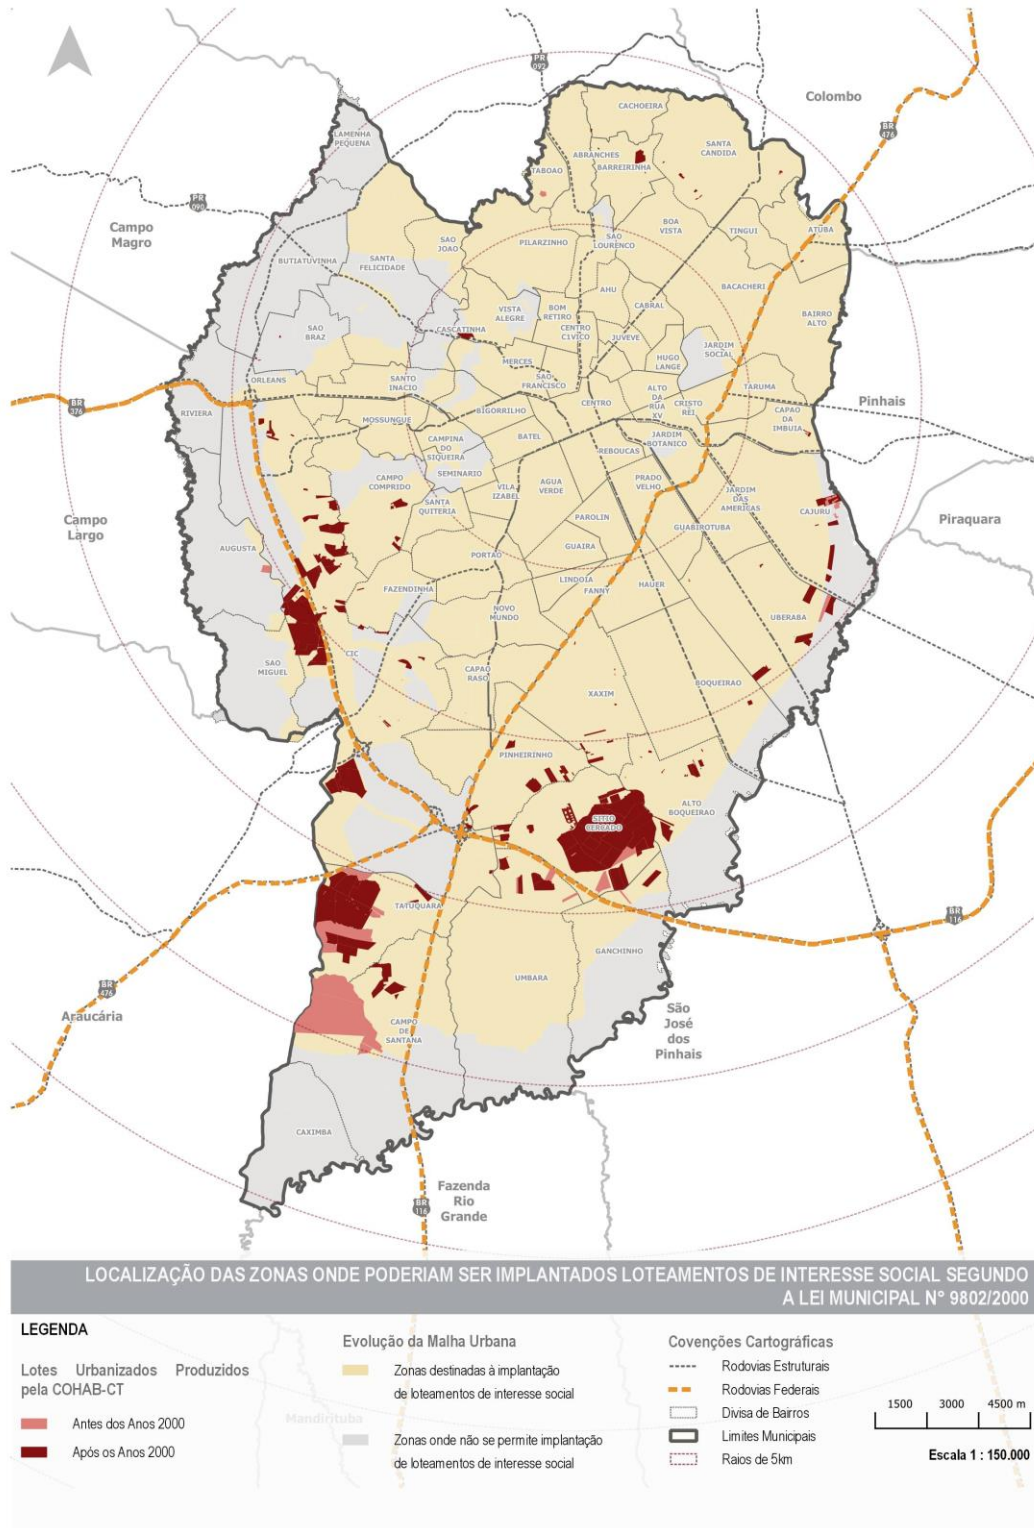 PR
092
Colombo
CACHOEIRA
BR
476
LAMENHA
PEQUENA
SANTA
CANDIDA
ABRANCHES
TABOAO
BARREIRINHA
PR
090
Campo
Magro
BOA
VISTA
TINGUI
ATUBA
SAO
LOURENCO
PILARZINHO
SAO
JOAO
BUTIATUVINHA
SANTA
FELICIDADE
AHU
BACACHERI
CABRAL
VISTA
ALEGRE
BOM
RETIRO
BAIRRO
ALTO
SAO
BRAZ
CASCATINHA
CENTRO
CIVICO
JUVEVE
JARDIM
SOCIAL
HUGO
LANGE
MERCES
ORLEANS
SANTO
INACIO
SAO
FRANCISCO
ALTO
DA
RUA
XV
TARUMA
BR
376
RIVIERA
CENTRO
CRISTO
REI
Pinhais
MOSSUNGUE
BIGORRILHO
CAPAO
DA
IMBUIA
CAMPINA
DO
SIQUEIRA
BATEL
JARDIM
BOTANICO
REBOUCAS
SEMINARIO
CAMPO
COMPRIDO
VILA
IZABEL
AGUA
VERDE
PRADO
VELHO
JARDIM
DAS
AMERICAS
SANTA
QUITERIA
CAJURU
Campo
Largo
PAROLIN
GUABIROTUBA
Piraquara
AUGUSTA
GUAIRA
PORTAO
LINDOIA
FAZENDINHA
FANNY
HAUER
NOVO
MUNDO
UBERABA
CIC
SAO
MIGUEL
CAPAO
RASO
BOQUEIRAO
XAXIM
PINHEIRINHO
ALTO
BOQUEIRAO
SITIO
CERCADO
TATUQUARA
BR
116
GANCHINHO
UMBARA
BR
476
Araucária
CAMPO
DE
SANTANA
São
José
dos
Pinhais
CAXIMBA
Fazenda
Rio
Grande
BR
116
LOCALIZAÇÃO DAS ZONAS ONDE PODERIAM SER IMPLANTADOS LOTEAMENTOS DE INTERESSE SOCIAL SEGUNDO
A LEI MUNICIPAL N° 9802/2000
LEGENDA
Lotes Urbanizados Produzidos
pela COHAB-CT
Antes dos Anos 2000
Após os Anos 2000
Evolução da Malha Urbana
Zonas destinadas à implantação
de loteamentos de interesse social
Mandirituba
Zonas onde não se permite implantação
de loteamentos de interesse social
Covenções Cartográficas
Rodovias Estruturais
Rodovias Federais
Divisa de Bairros
Limites Municipais
Raios de 5km
1500 3000 4500 m
Escala 1 : 150.000